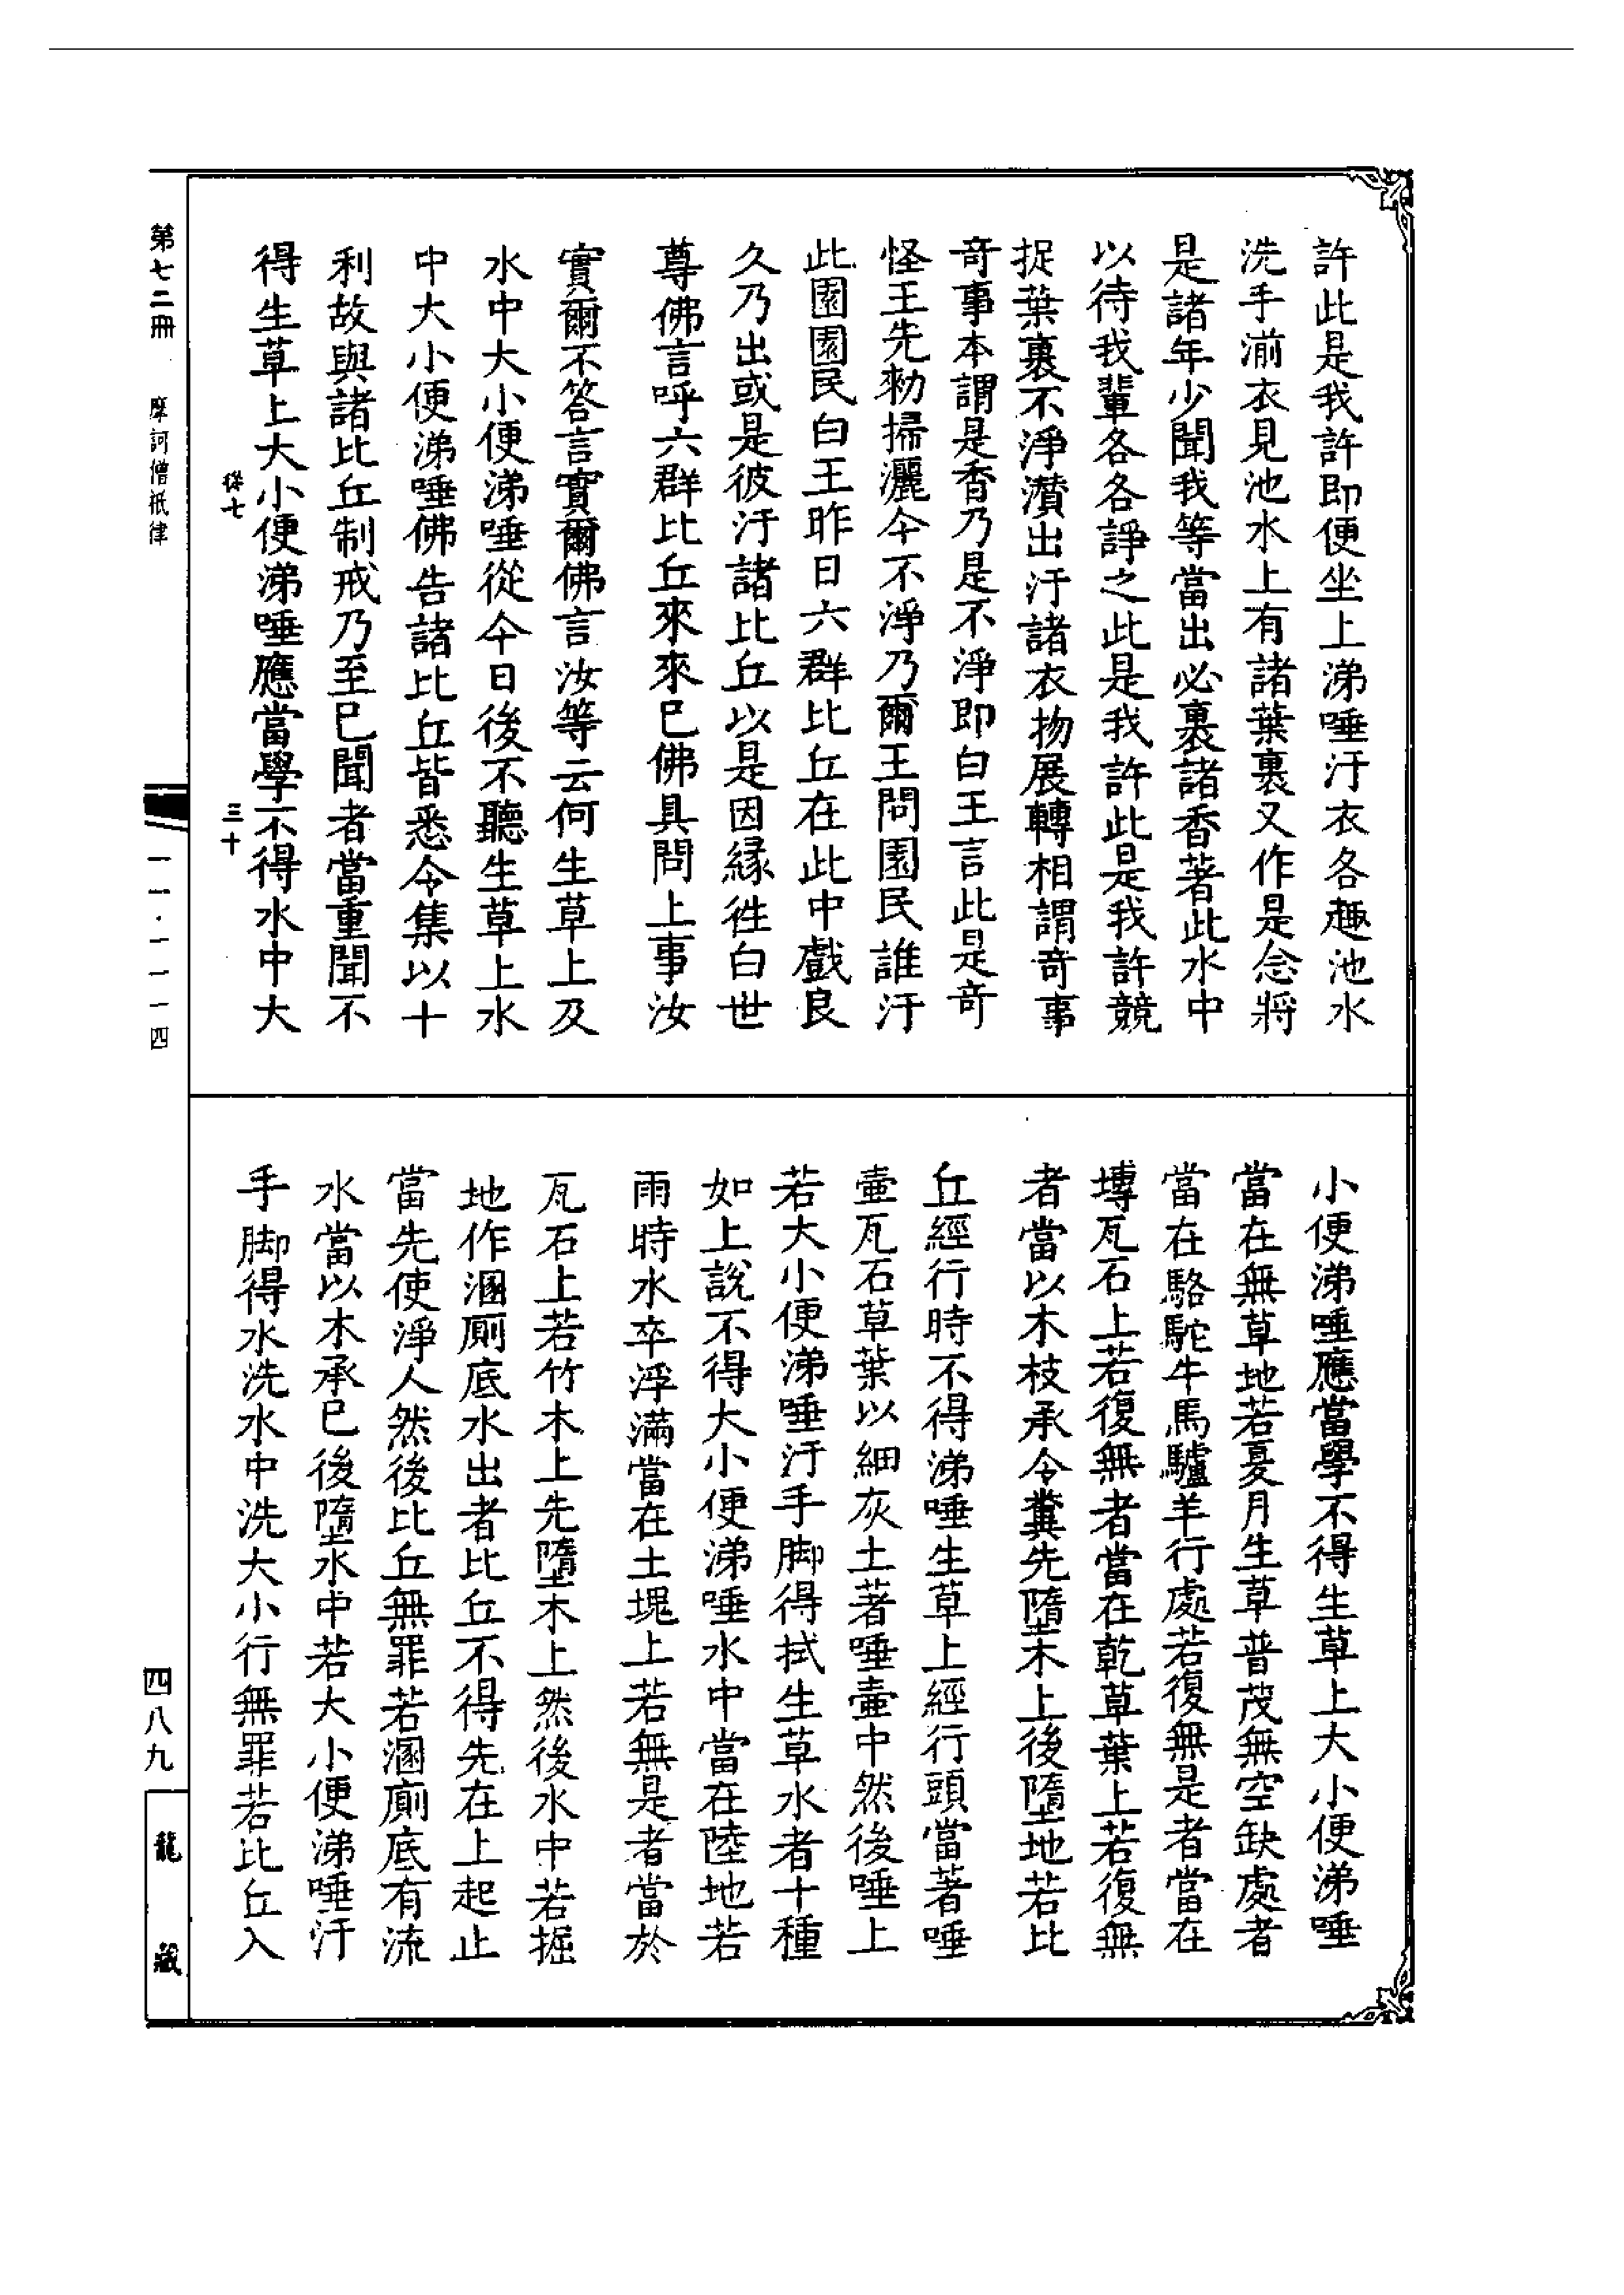 許此是我許即便坐上涕唾汙衣各趣池水
洗手湔衣見池水上有諸葉裹又作是念將
是諸年少聞我等當出必裹諸香著此水中
以待我輩各各諍之此是我許此是我許競
捉葉裹不淨瀸出汙諸衣物展轉相謂奇事
奇事本謂是香乃是不淨即白王言此是奇
怪王先勑掃灑今不淨乃爾王問園民誰汙
此園園民白王昨日六群比丘在此中戲良
久乃出或是彼汙諸比丘以是因緣往白世
尊佛言呼六群比丘來來已佛具問上事汝
實爾不答言實爾佛言汝等云何生草上及
水中大小便涕唾從今日後不聽生草上水
中大小便涕唾佛告諸比丘皆悉令集以十
利故與諸比丘制戒乃至已聞者當重聞不
得生草上大小便涕唾應當學不得水中大
小便涕唾應當學不得生草上大小便涕唾
當在無草地若夏月生草普茂無空缺處者
當在駱駝牛馬驢羊行處若復無是者當在
塼瓦石上若復無者當在乾草葉上若復無
者當以木枝承令糞先墮木上後墮地若比
丘經行時不得涕唾生草上經行頭當著唾
壷瓦石草葉以細灰土著唾壷中然後唾上
若大小便涕唾汙手脚得拭生草水者十種
如上說不得大小便涕唾水中當在陸地若
雨時水卒浮滿當在土塊上若無是者當於
瓦石上若竹木上先墮木上然後水中若掘
地作溷廁底水出者比丘不得先在上起止
當先使淨人然後比丘無罪若溷廁底有流
水當以木承已後墮水中若大小便涕唾汙
手脚得水洗水中洗大小行無罪若比丘入
從七 三十
第七二冊 摩訶僧祇律 一一·一一一四 四八九
龍藏